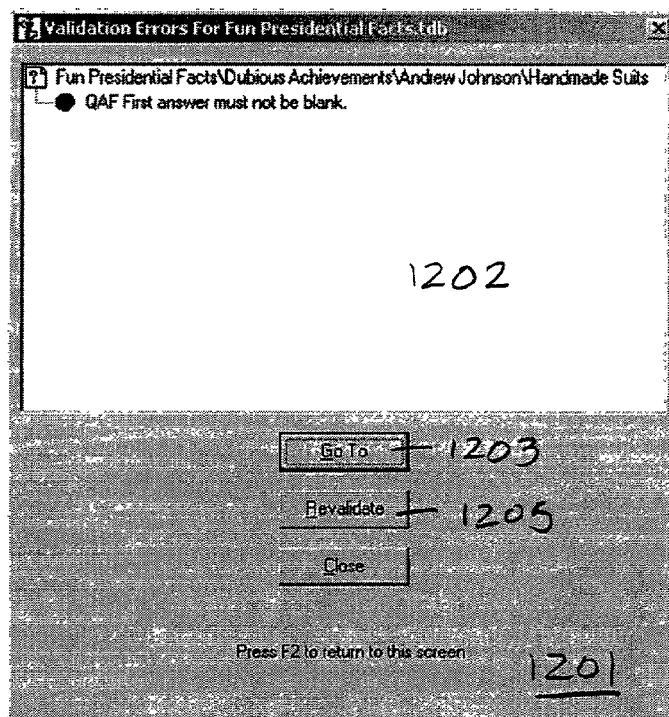 Validation Errors For Fun Presidential Facts.tdb
Fun Presidential Facts\Dubious Achievements\Andrew Johnson\Handmade Suits
QAF First answer must not be blank.
1202
Go To 1203
Revalidate 1205
Close
Press F2 to return to this screen
1201